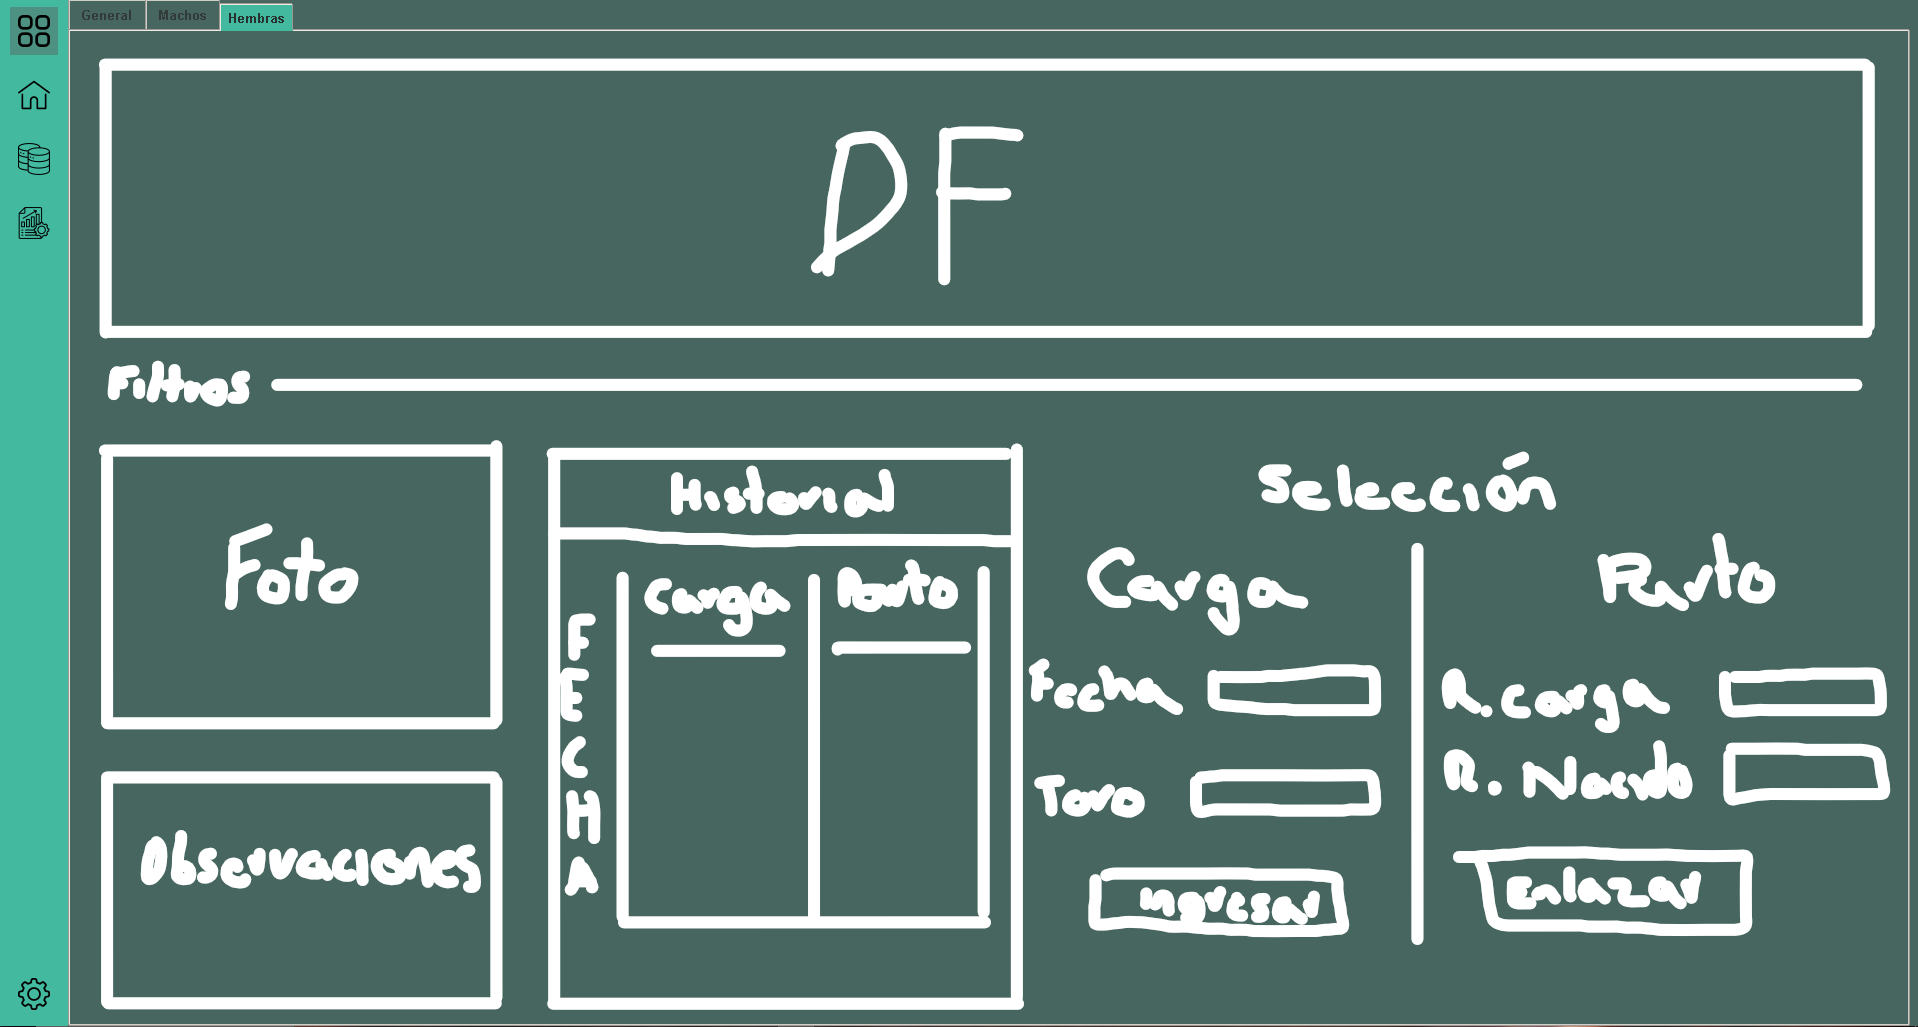 General Machos Hembras
DF
Filtros
Foto
Observaciones
Historial
FECHA
Carga Parto
Selección
Carga
Fecha
Toro
Ingresar
Parto
R. Carga
R. Nacido
Enlazar